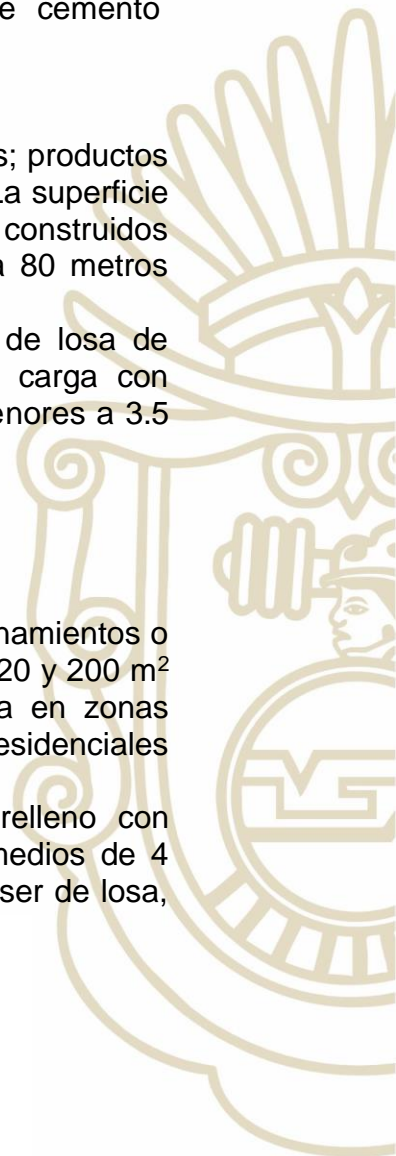 e cemento
s; productos
a superficie
construidos
a 80 metros
de losa de
carga con
enores a 3.5
namientos o
20 y 200 m²
a en zonas
esidenciales
relleno con
medios de 4
ser de losa,